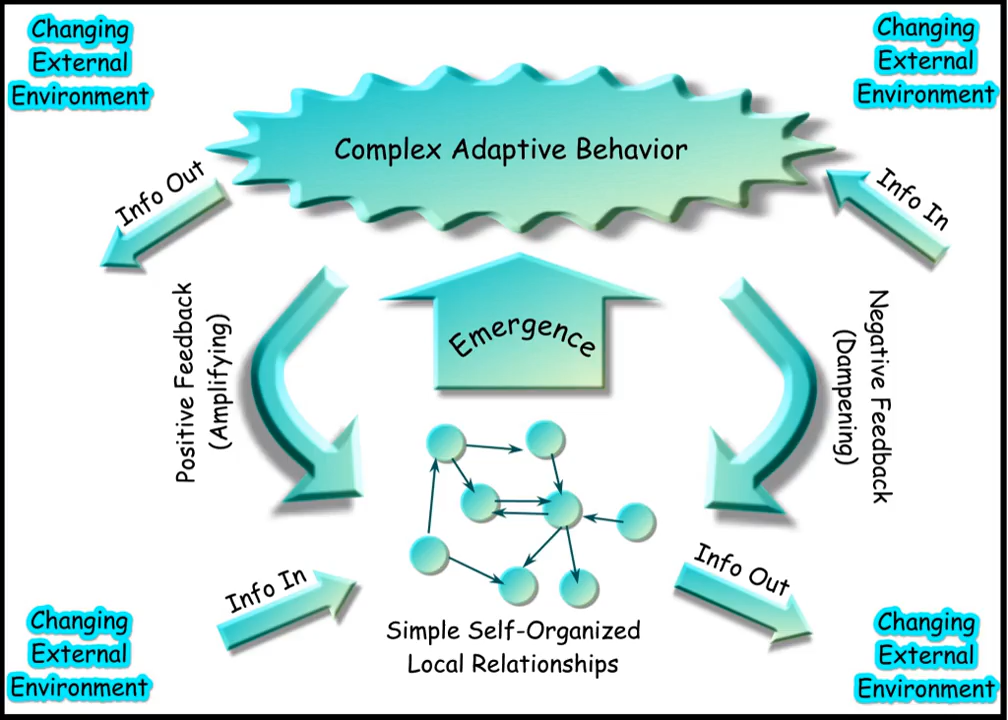 Changing
External
Environment
Changing
External
Environment
Complex Adaptive Behavior
Info Out
Info In
Positive Feedback
(Amplifying)
Emergence
Negative Feedback
(Dampening)
Info In
Info Out
Simple Self-Organized
Local Relationships
Changing
External
Environment
Changing
External
Environment